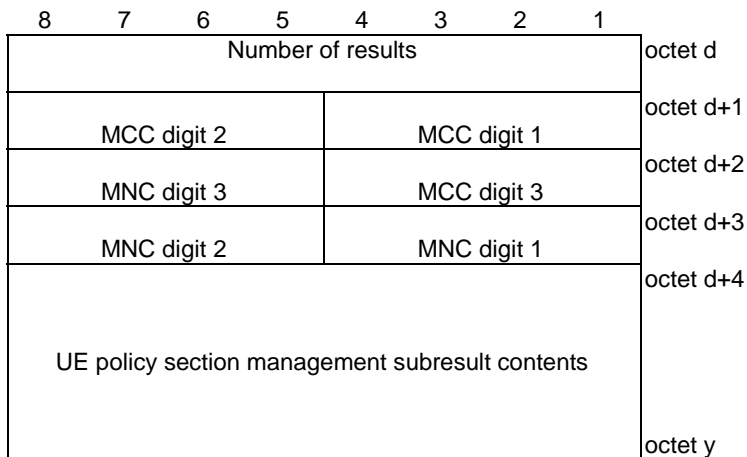 8 7 6 5 4 3 2 1
Number of results octet d
octet d+1
MCC digit 2 MCC digit 1
octet d+2
MNC digit 3 MCC digit 3
octet d+3
MNC digit 2 MNC digit 1
octet d+4
UE policy section management subresult contents
octet y